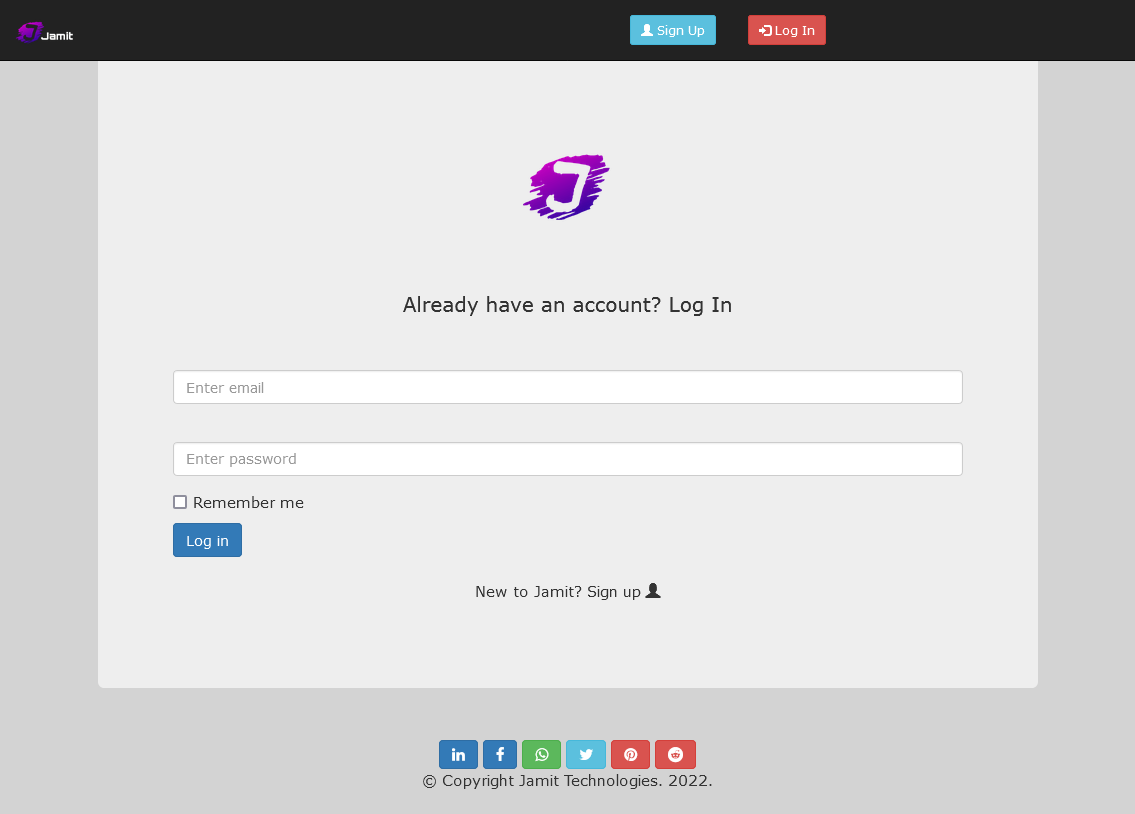 Jamit
Sign Up
Log In
J
Already have an account? Log In
Enter email
Enter password
Remember me
Log in
New to Jamit? Sign up
© Copyright Jamit Technologies. 2022.